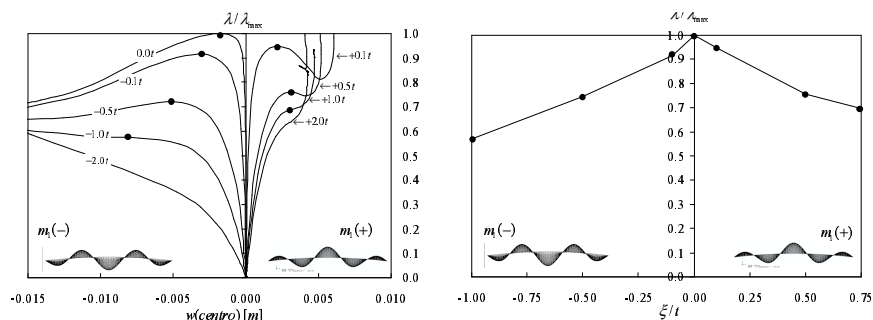 λ/λmax
0.0t
-0.1t
-0.5t
-1.0t
-2.0t
←+0.1t
←+0.5t
←+1.0t
←+2.0t
1.0
0.9
0.8
0.7
0.6
0.5
0.4
0.3
0.2
0.1
0.0
m₁(-)
m₁(+)
-0.015
-0.010
-0.005
0.000
0.005
0.010
w(centro) [m]
λ/λmax
1.0
0.9
0.8
0.7
0.6
0.5
0.4
0.3
0.2
0.1
0.0
m₁(-)
m₁(+)
-1.00
-0.75
-0.50
-0.25
0.00
0.25
0.50
0.75
ξ/t